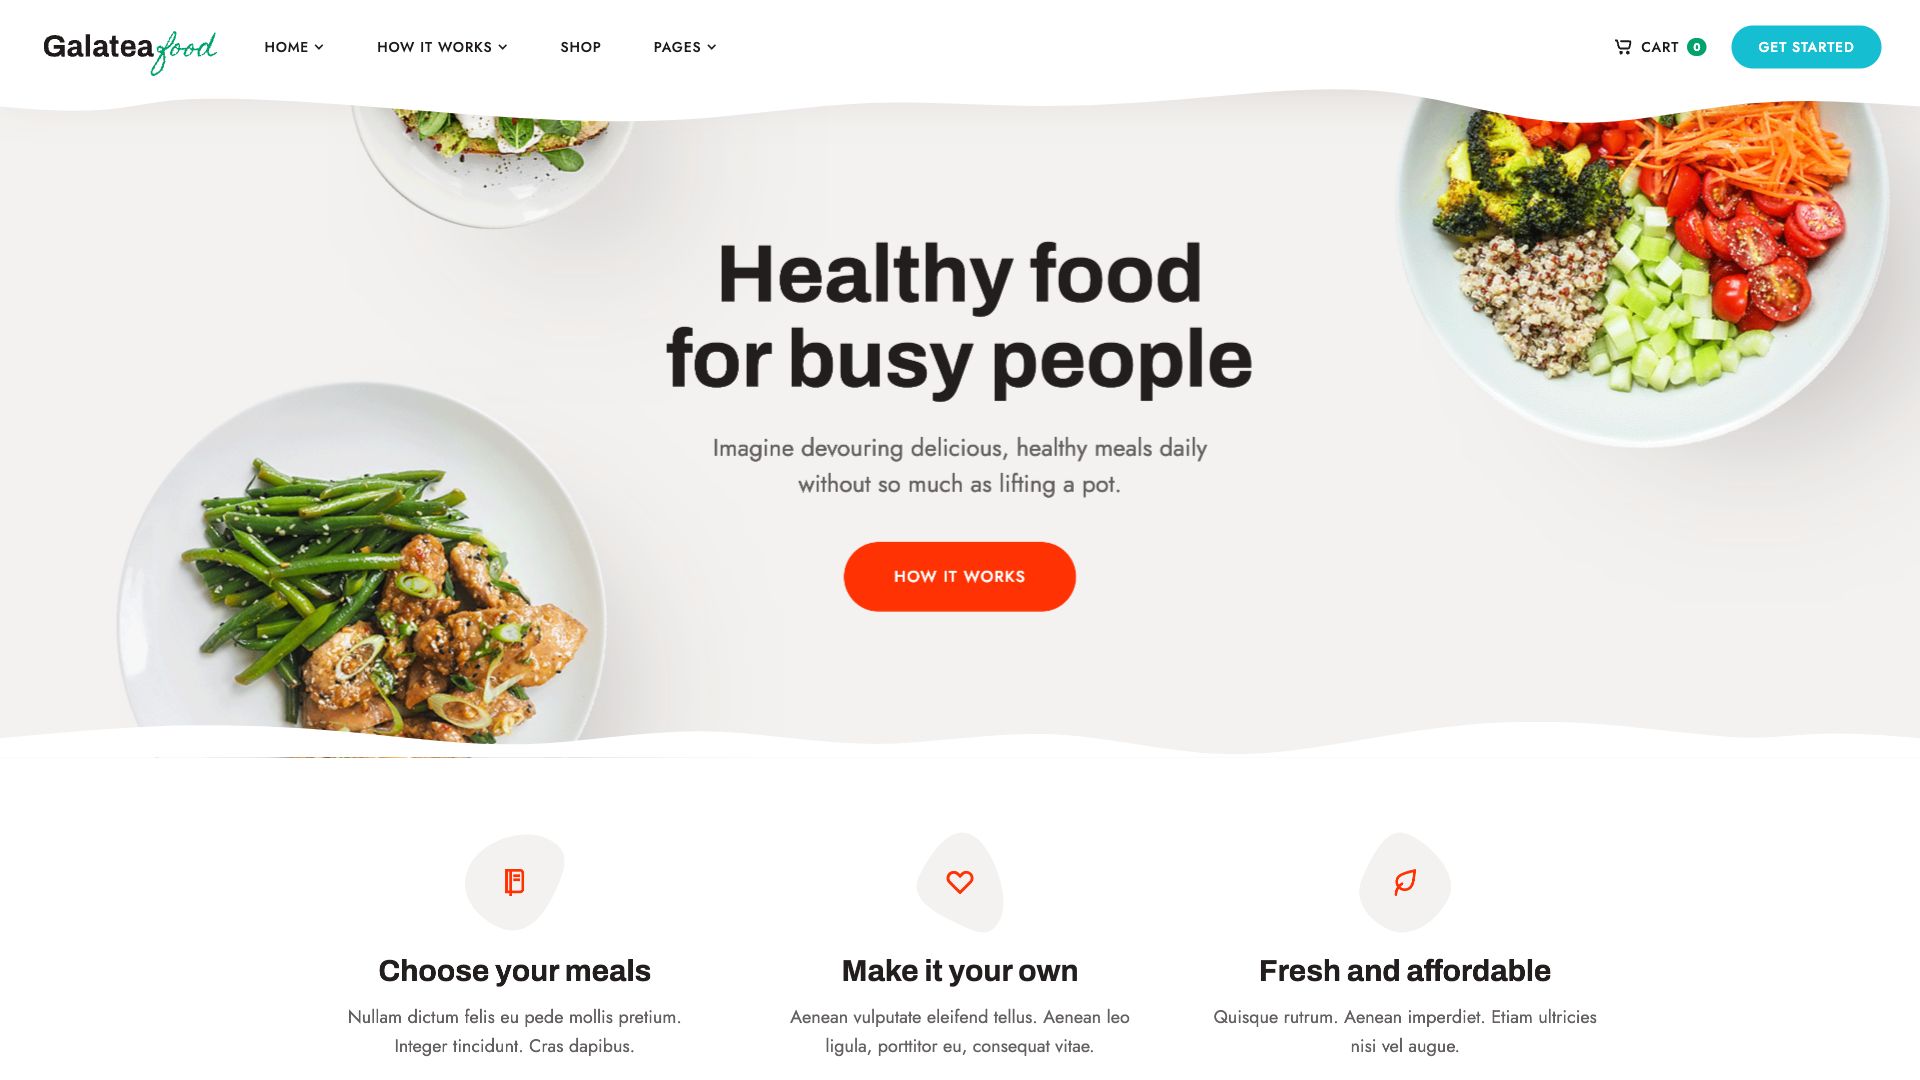 Galatea food
HOME
HOW IT WORKS
SHOP
PAGES
CART 0
GET STARTED
Healthy food
for busy people
Imagine devouring delicious, healthy meals daily
without so much as lifting a pot.
HOW IT WORKS
Choose your meals
Nullam dictum felis eu pede mollis pretium.
Integer tincidunt. Cras dapibus.
Make it your own
Aenean vulputate eleifend tellus. Aenean leo
ligula, porttitor eu, consequat vitae.
Fresh and affordable
Quisque rutrum. Aenean imperdiet. Etiam ultricies
nisi vel augue.